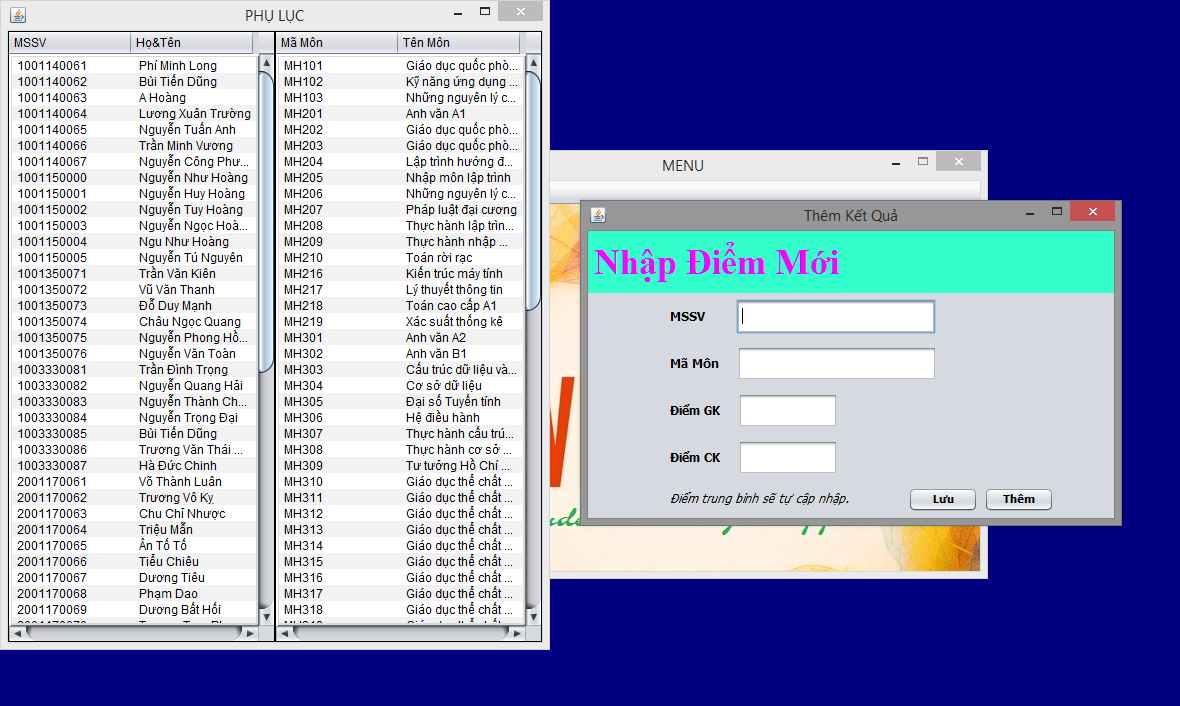 PHỤ LỤC
MSSV Họ&Tên
1001140061 Phí Minh Long
1001140062 Bùi Tiến Dũng
1001140063 A Hoàng
1001140064 Lương Xuân Trường
1001140065 Nguyễn Tuấn Anh
1001140066 Trần Minh Vương
1001140067 Nguyễn Công Phư...
1001150000 Nguyễn Như Hoàng
1001150001 Nguyễn Huy Hoàng
1001150002 Nguyễn Tuy Hoàng
1001150003 Nguyễn Ngọc Hoà...
1001150004 Ngu Như Hoàng
1001150005 Nguyễn Tú Nguyên
1001350071 Trần Văn Kiên
1001350072 Vũ Văn Thanh
1001350073 Đỗ Duy Mạnh
1001350074 Châu Ngọc Quang
1001350075 Nguyễn Phong Hồ...
1001350076 Nguyễn Văn Toàn
1003330081 Trần Đình Trọng
1003330082 Nguyễn Quang Hải
1003330083 Nguyễn Thành Ch...
1003330084 Nguyễn Trọng Đại
1003330085 Bùi Tiến Dũng
1003330086 Trương Văn Thái ...
1003330087 Hà Đức Chinh
2001170061 Võ Thành Luân
2001170062 Trương Vô Kỵ
2001170063 Chu Chỉ Nhược
2001170064 Triệu Mẫn
2001170065 Ân Tố Tố
2001170066 Tiểu Chiêu
2001170067 Dương Tiêu
2001170068 Phạm Dao
2001170069 Dương Bất Hối
Mã Môn Tên Môn
MH101 Giáo dục quốc phò...
MH102 Kỹ năng ứng dụng ...
MH103 Những nguyên lý c...
MH201 Anh văn A1
MH202 Giáo dục quốc phò...
MH203 Giáo dục quốc phò...
MH204 Lập trình hướng đ...
MH205 Nhập môn lập trình
MH206 Những nguyên lý c...
MH207 Pháp luật đại cương
MH208 Thực hành lập trìn...
MH209 Thực hành nhập ...
MH210 Toán rời rạc
MH216 Kiến trúc máy tính
MH217 Lý thuyết thông tin
MH218 Toán cao cấp A1
MH219 Xác suất thống kê
MH301 Anh văn A2
MH302 Anh văn B1
MH303 Cấu trúc dữ liệu và...
MH304 Cơ sở dữ liệu
MH305 Đại số Tuyến tính
MH306 Hệ điều hành
MH307 Thực hành cấu trú...
MH308 Thực hành cơ sở ...
MH309 Tư tưởng Hồ Chí ...
MH310 Giáo dục thể chất ...
MH311 Giáo dục thể chất ...
MH312 Giáo dục thể chất ...
MH313 Giáo dục thể chất ...
MH314 Giáo dục thể chất ...
MH315 Giáo dục thể chất ...
MH316 Giáo dục thể chất ...
MH317 Giáo dục thể chất ...
MH318 Giáo dục thể chất ...
MENU
Thêm Kết Quả
Nhập Điểm Mới
MSSV
Mã Môn
Điểm GK
Điểm CK
Điểm trung bình sẽ tự cập nhập.
Lưu Thêm